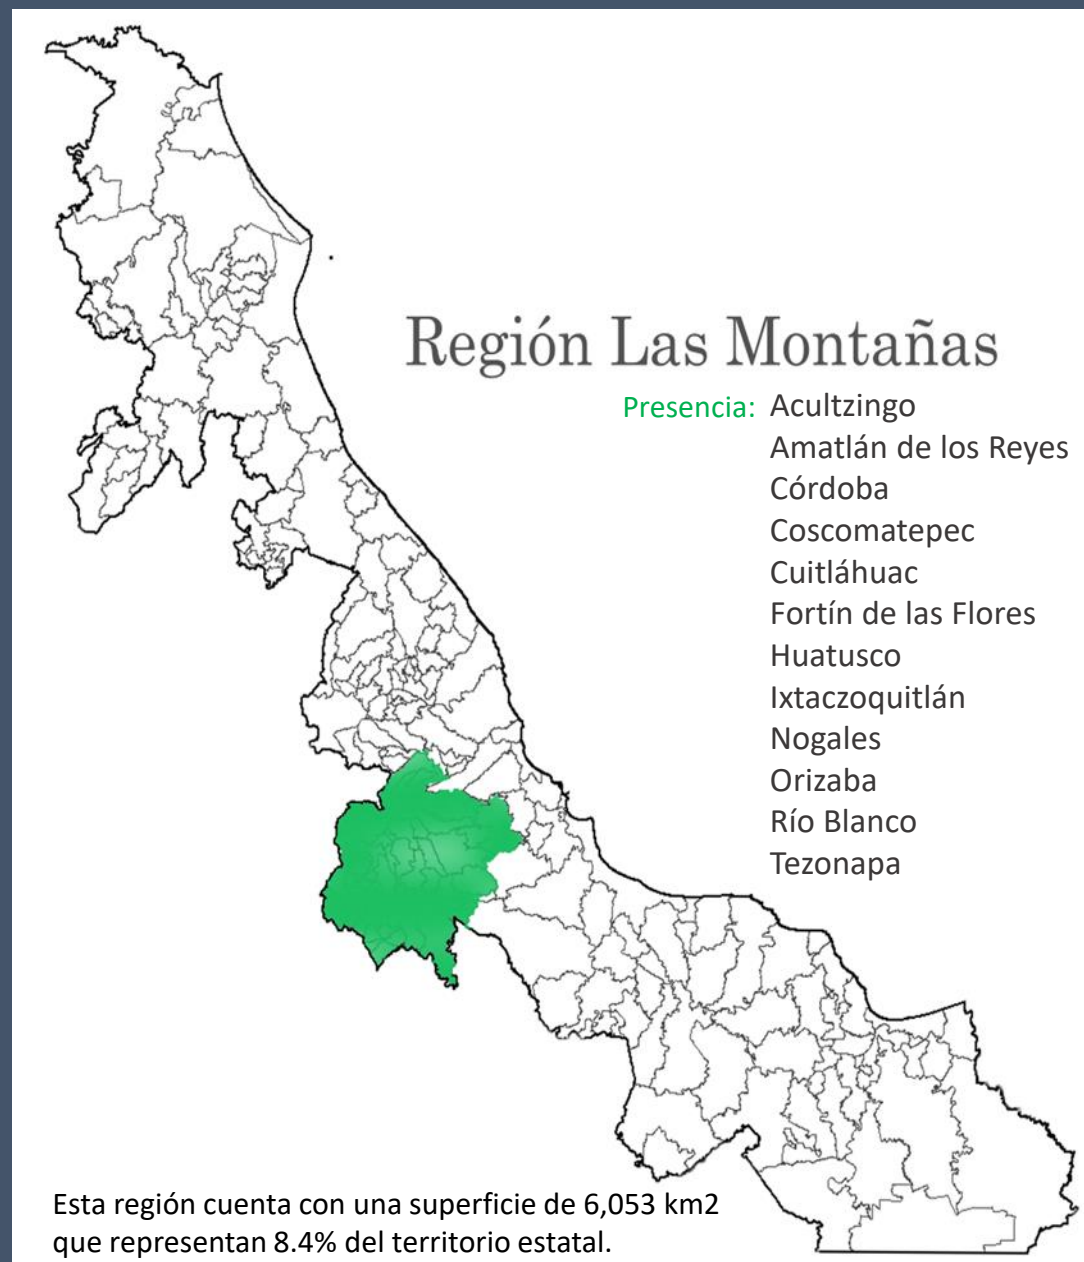 Región Las Montañas
Presencia: Acultzingo
Amatlán de los Reyes
Córdoba
Coscomatepec
Cuitláhuac
Fortín de las Flores
Huatusco
Ixtaczoquitlán
Nogales
Orizaba
Río Blanco
Tezonapa
Esta región cuenta con una superficie de 6,053 km2
que representan 8.4% del territorio estatal.